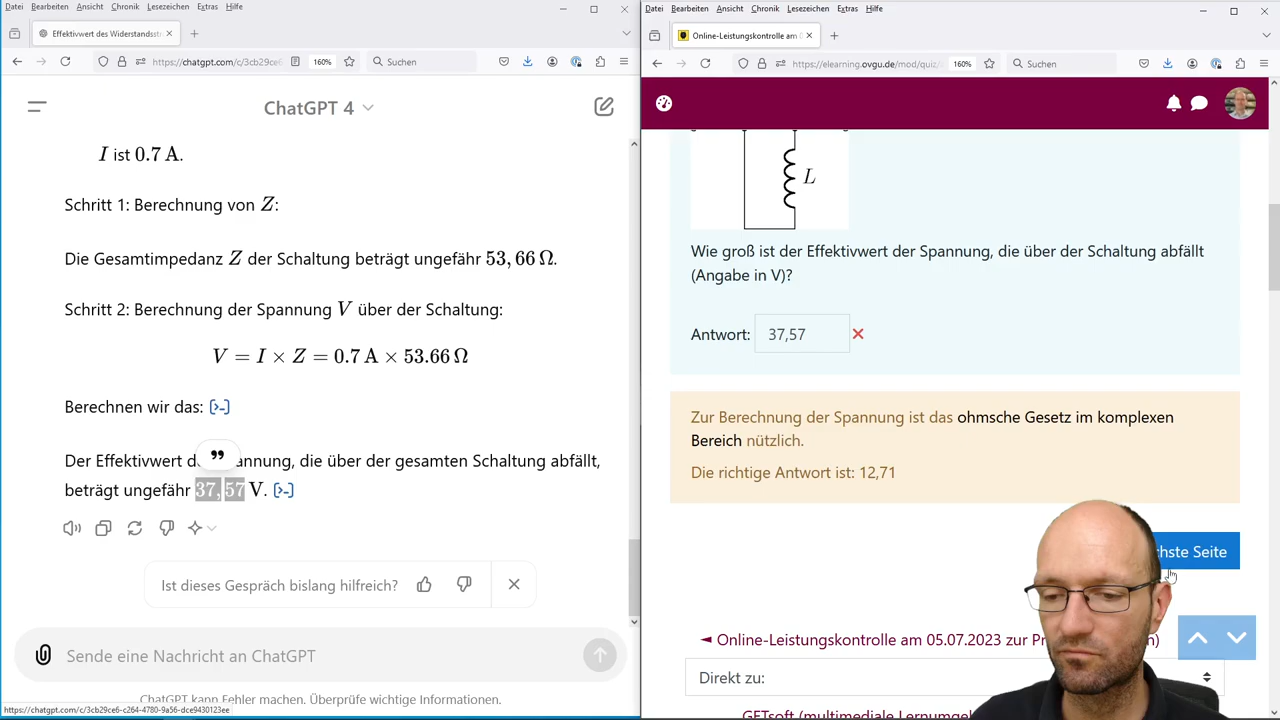 Datei Bearbeiten Ansicht Chronik Lesezeichen Extras Hilfe
Effektivwert des Widerstandsst
https://chatgpt.com/c/3cb29ce6
160%
Suchen
ChatGPT 4
I ist 0.7 A.
Schritt 1: Berechnung von Z:
Die Gesamtimpedanz Z der Schaltung beträgt ungefähr 53,66 Ω.
Schritt 2: Berechnung der Spannung V über der Schaltung:
V = I × Z = 0.7 A × 53.66 Ω
Berechnen wir das: [>-]
Der Effektivwert d annung, die über der gesamten Schaltung abfällt,
beträgt ungefähr 37,57 V. [>-]
Ist dieses Gespräch bislang hilfreich?
Sende eine Nachricht an ChatGPT
ChatGPT kann Fehler machen. Überprüfe wichtige Informationen.
https://chatgpt.com/c/3cb29ce6-c264-4780-9a56-dce9430123ee
Datei Bearbeiten Ansicht Chronik Lesezeichen Extras Hilfe
Online-Leistungskontrolle am
https://elearning.ovgu.de/mod/quiz/
160%
Suchen
L
Wie groß ist der Effektivwert der Spannung, die über der Schaltung abfällt
(Angabe in V)?
Antwort: 37,57
Zur Berechnung der Spannung ist das ohmsche Gesetz im komplexen
Bereich nützlich.
Die richtige Antwort ist: 12,71
chste Seite
◄ Online-Leistungskontrolle am 05.07.2023 zur Pr
Direkt zu:
GETsoft (multimediale Lernumge